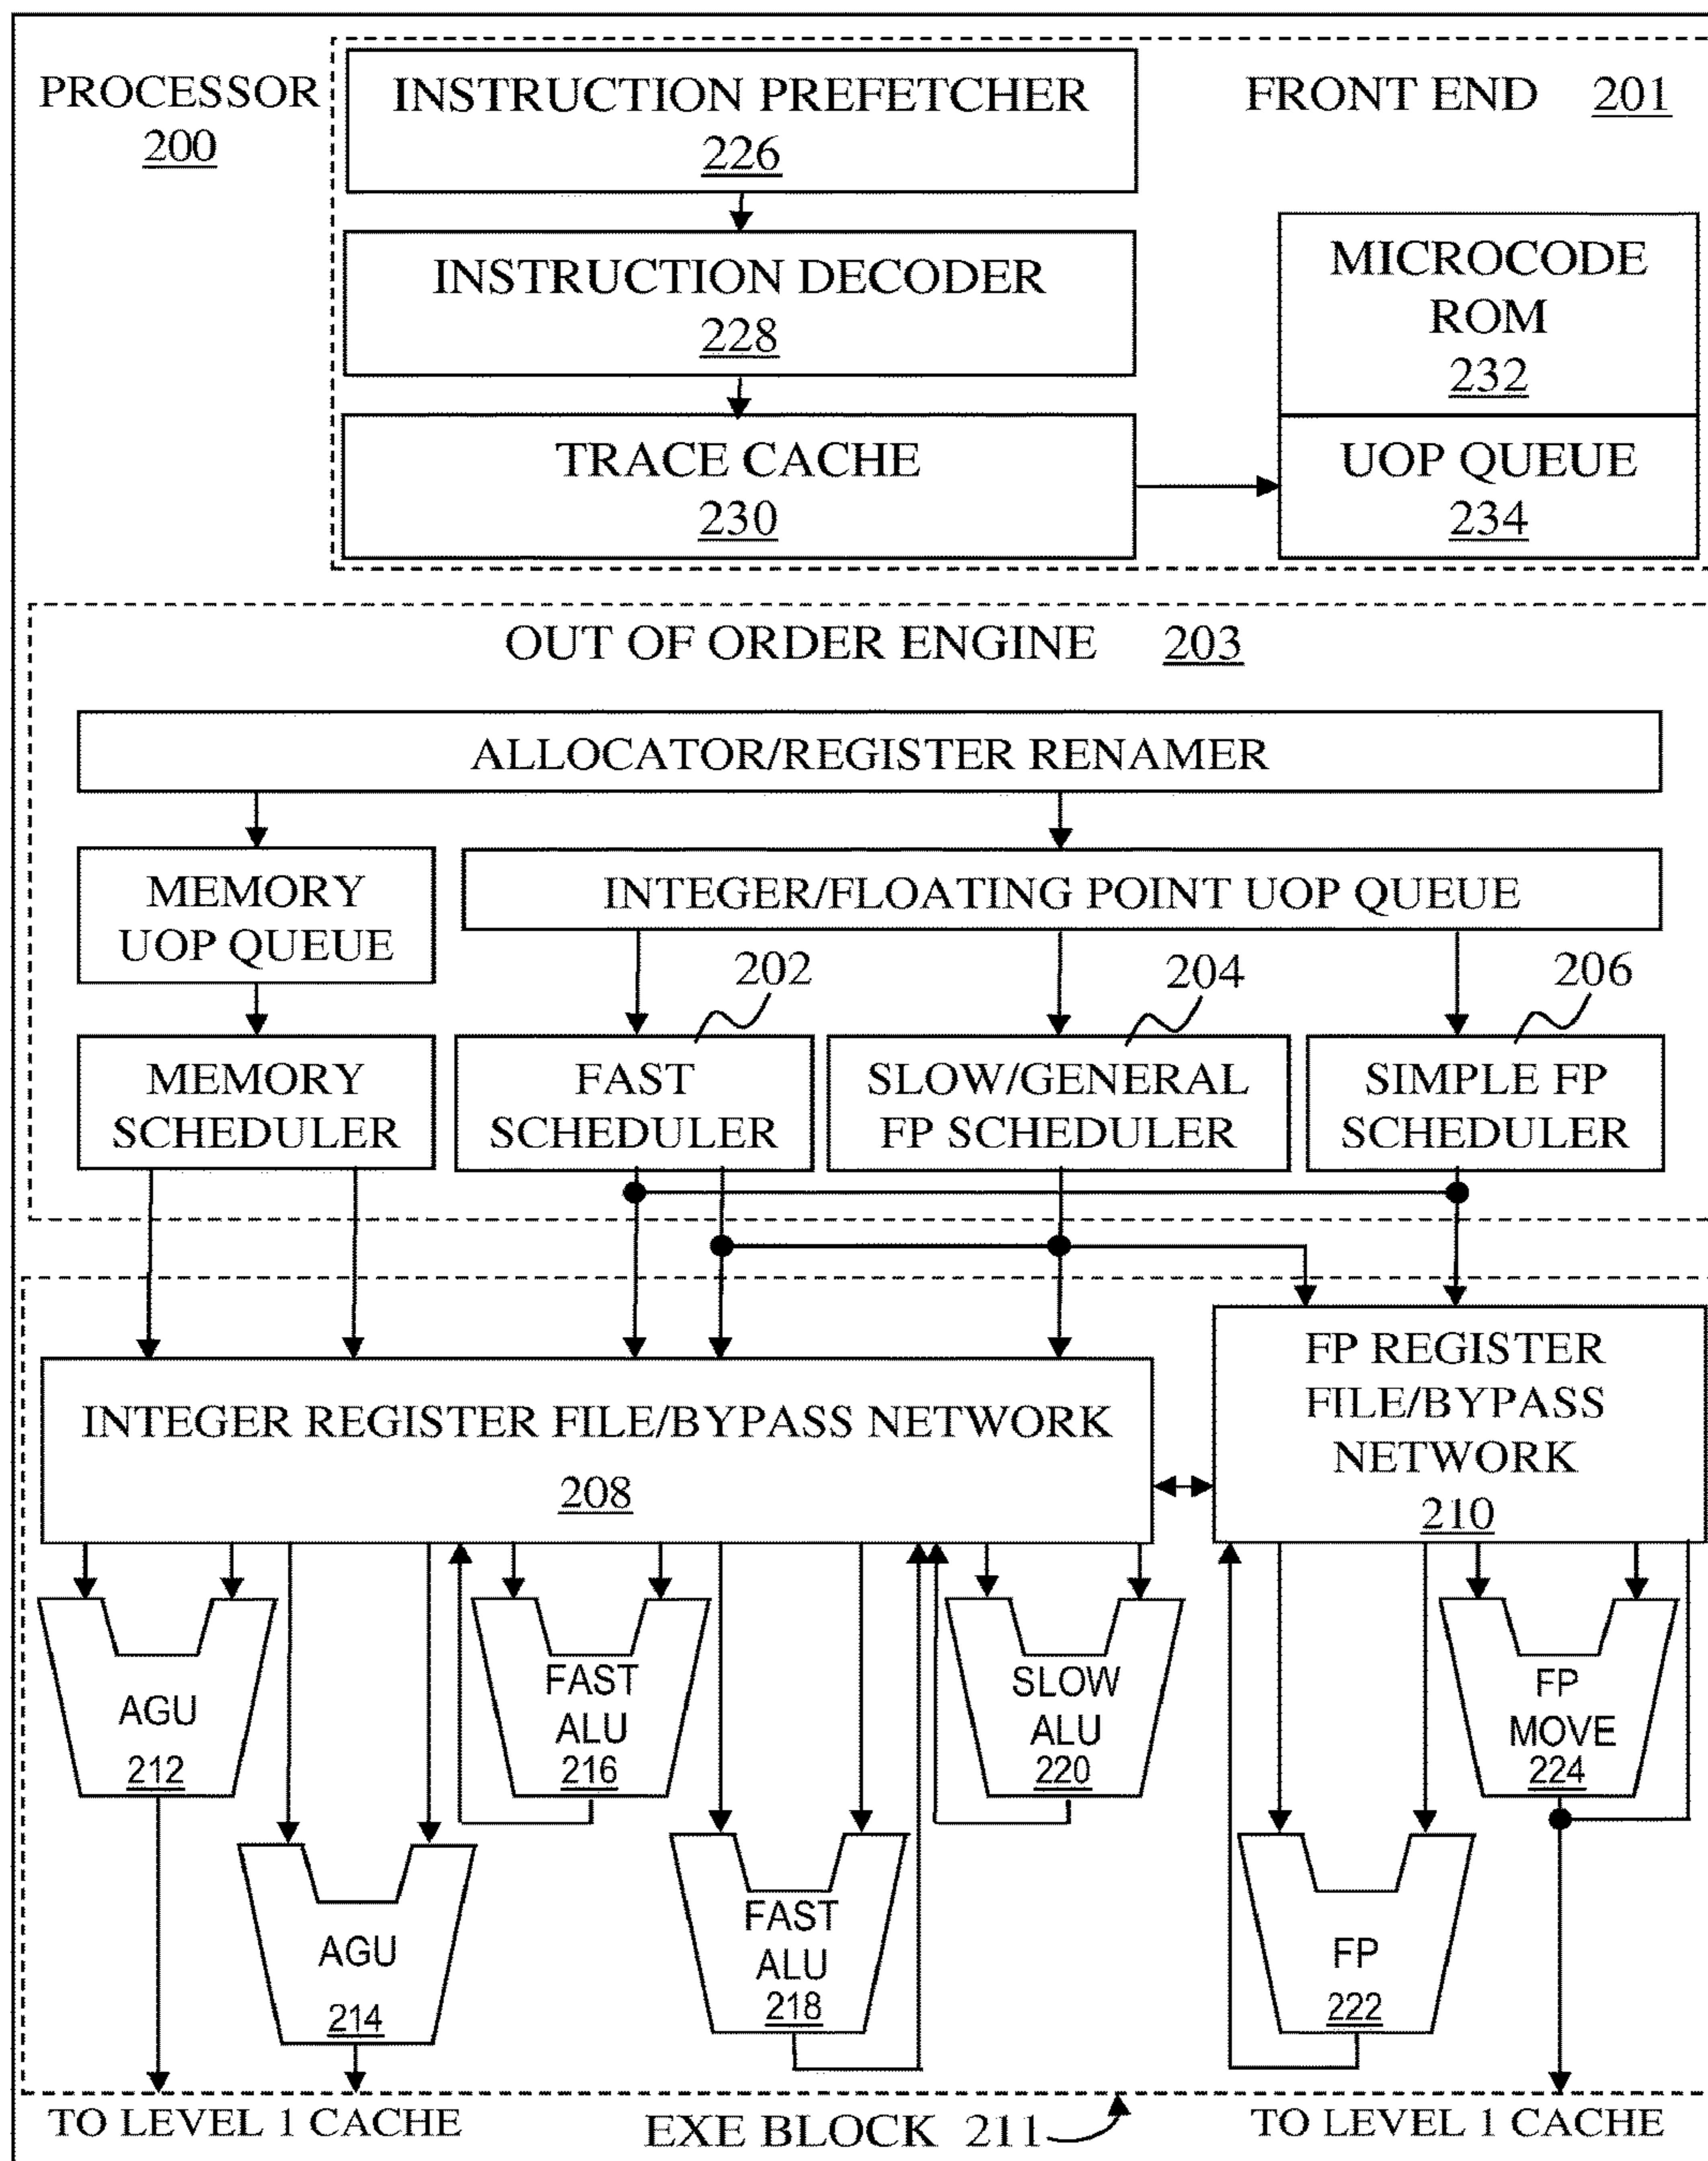 PROCESSOR
200
INSTRUCTION PREFETCHER
226
FRONT END 201
INSTRUCTION DECODER
228
MICROCODE
ROM
232
TRACE CACHE
230
UOP QUEUE
234
OUT OF ORDER ENGINE 203
ALLOCATOR/REGISTER RENAMER
MEMORY
UOP QUEUE
INTEGER/FLOATING POINT UOP QUEUE
202
204
206
MEMORY
SCHEDULER
FAST
SCHEDULER
SLOW/GENERAL
FP SCHEDULER
SIMPLE FP
SCHEDULER
INTEGER REGISTER FILE/BYPASS NETWORK
208
FP REGISTER
FILE/BYPASS
NETWORK
210
AGU
212
FAST
ALU
216
SLOW
ALU
220
FP
MOVE
224
AGU
214
FAST
ALU
218
FP
222
TO LEVEL 1 CACHE
EXE BLOCK 211
TO LEVEL 1 CACHE